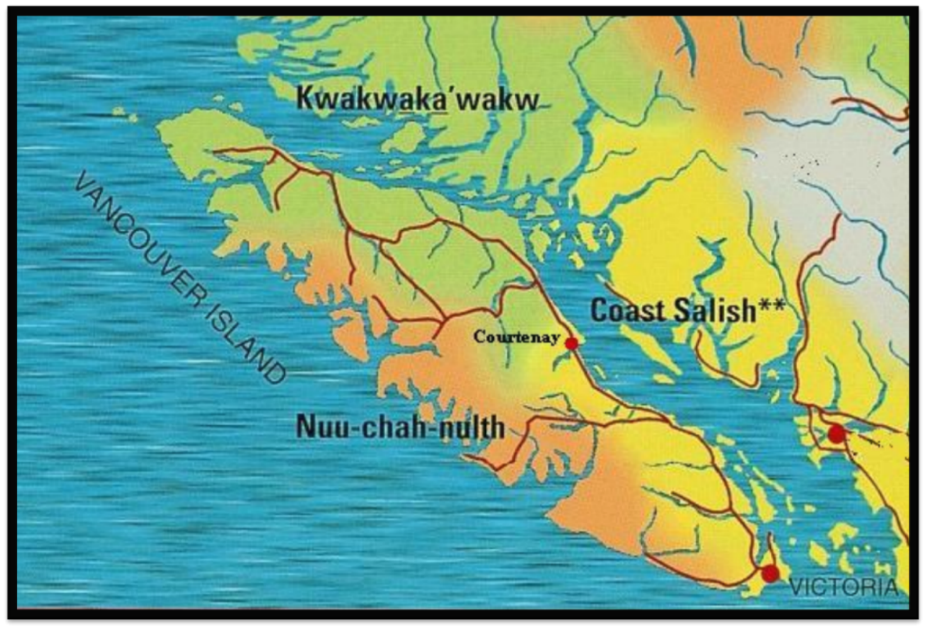 Kwakwaka'wakw
VANCOUVER ISLAND
Coast Salish**
Courtenay
Nuu-chah-nulth
VICTORIA